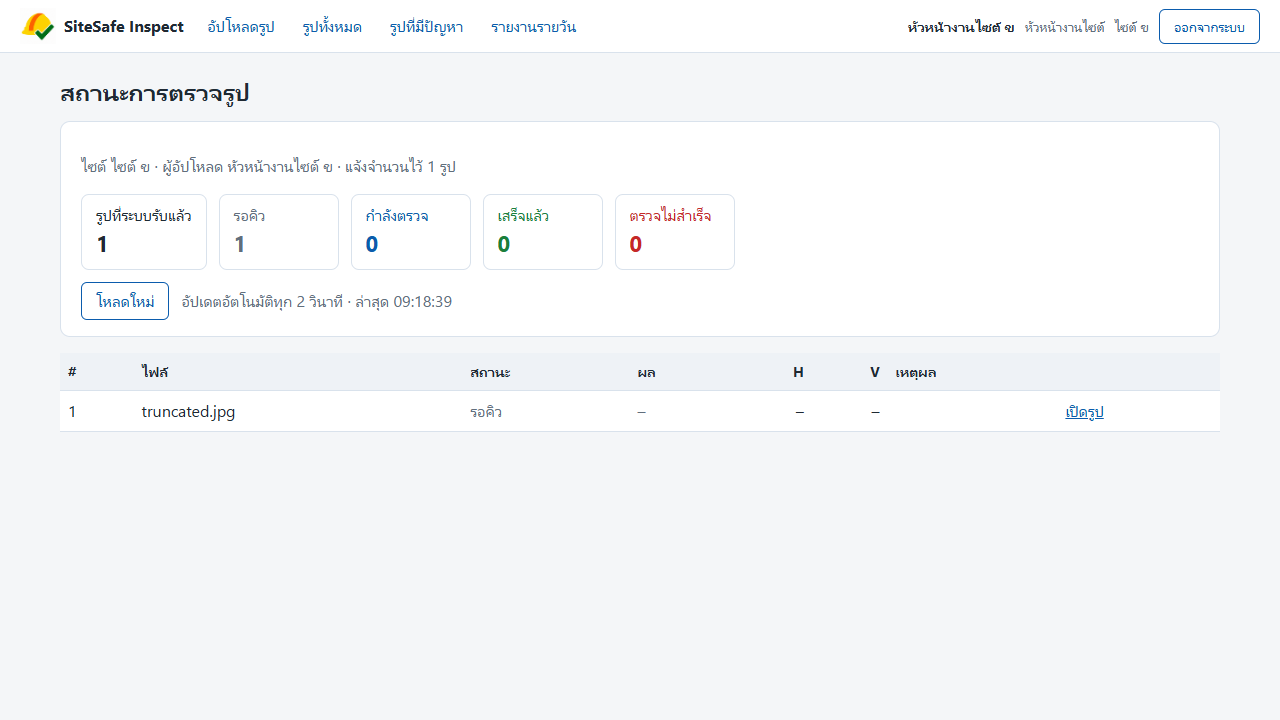 SiteSafe Inspect อัปโหลดรูป รูปทั้งหมด รูปที่มีปัญหา รายงานรายวัน หัวหน้างานไซต์ ข หัวหน้างานไซต์ ไซต์ ข ออกจากระบบ
สถานะการตรวจรูป
ไซต์ ไซต์ ข · ผู้อัปโหลด หัวหน้างานไซต์ ข · แจ้งจำนวนไว้ 1 รูป
รูปที่ระบบรับแล้ว รอคิว กำลังตรวจ เสร็จแล้ว ตรวจไม่สำเร็จ
1 1 0 0 0
โหลดใหม่ อัปเดตอัตโนมัติทุก 2 วินาที · ล่าสุด 09:18:39
# ไฟล์ สถานะ ผล H V เหตุผล
1 truncated.jpg รอคิว – – – เปิดรูป